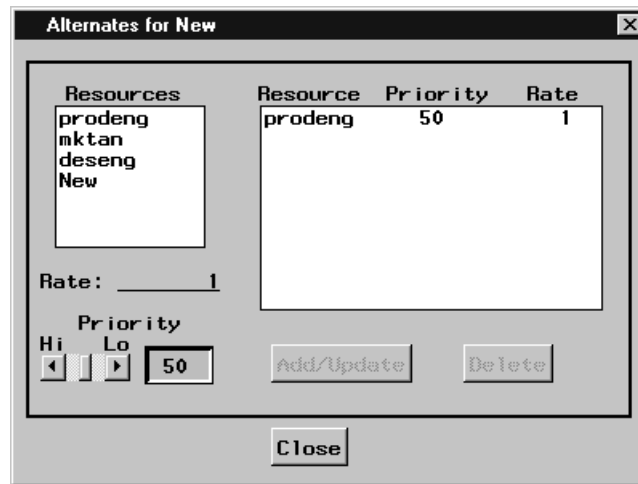 Alternates for New
Resources
prodeng
mktan
deseng
New
Rate: 1
Priority
Hi Lo
50
Resource Priority Rate
prodeng 50 1
Add/Update Delete
Close